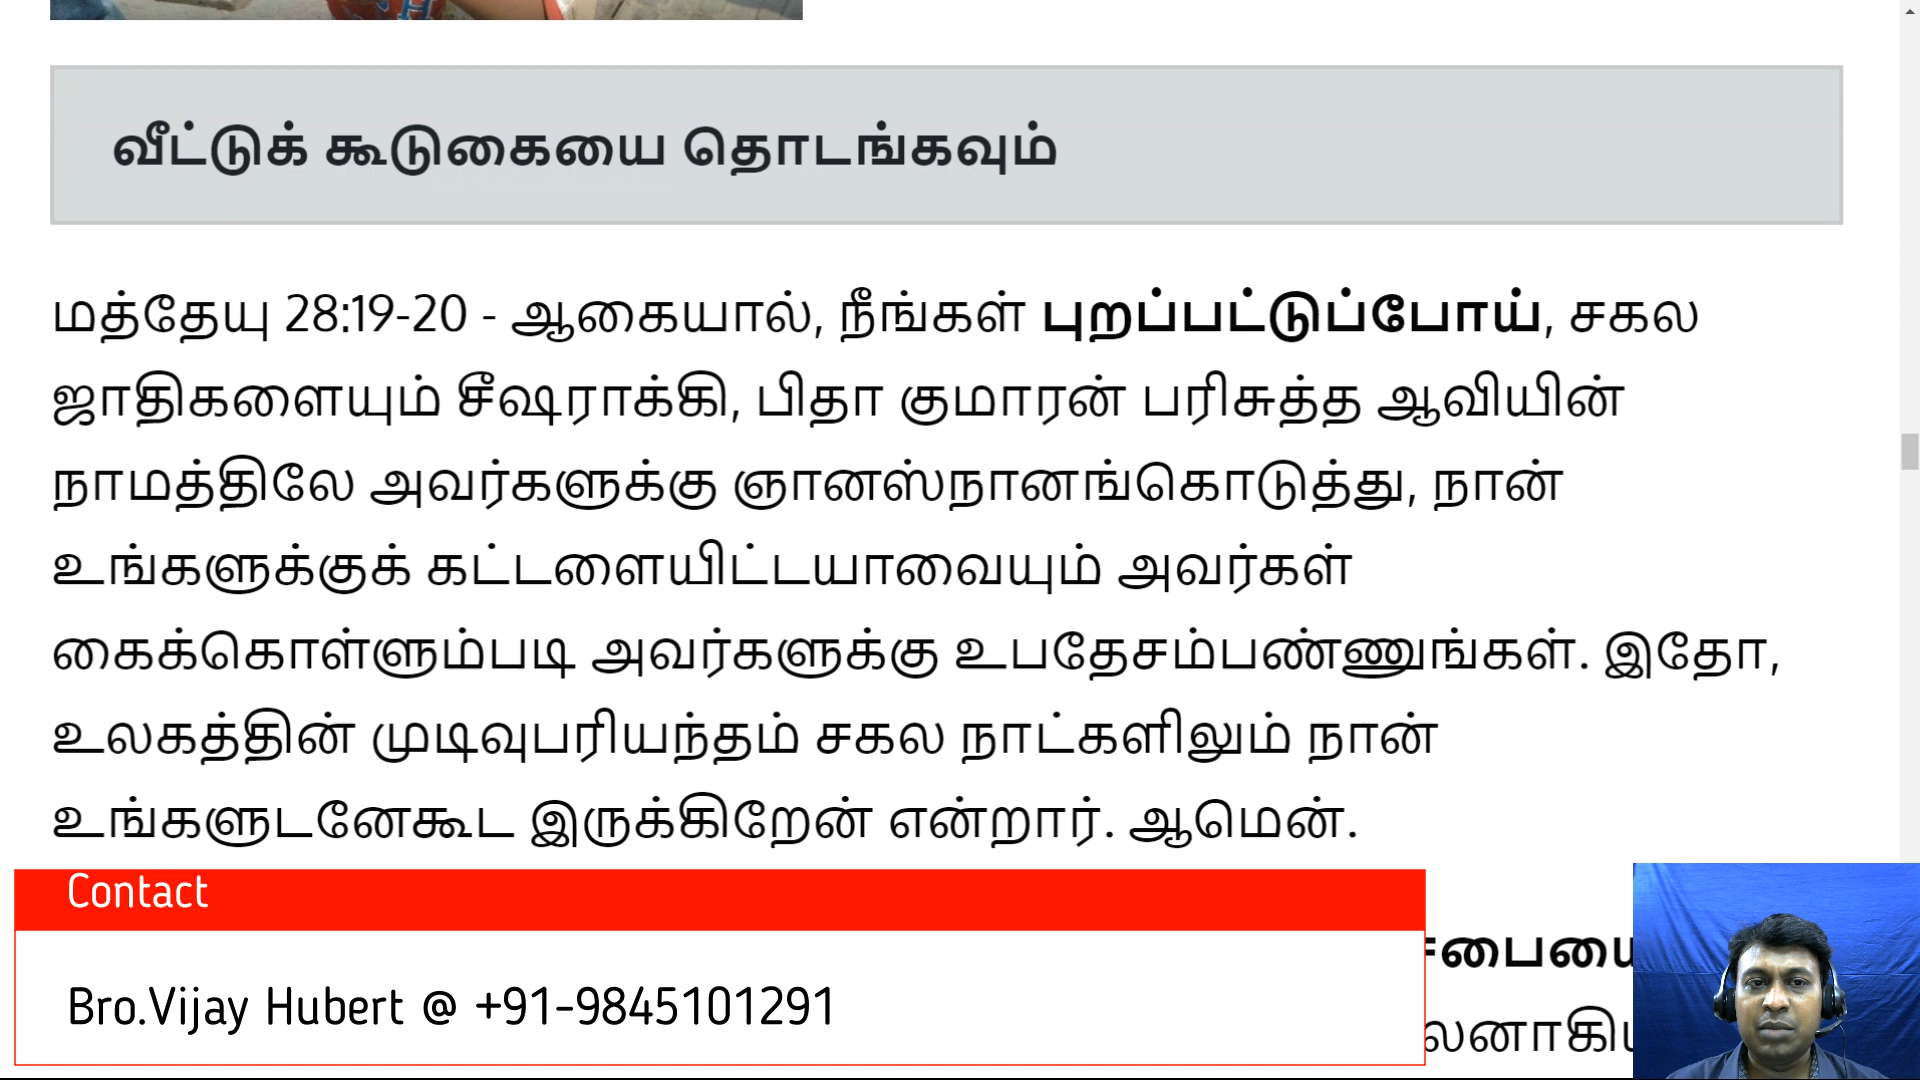 வீட்டுக் கூடுகையை தொடங்கவும்
மத்தேயு 28:19-20 - ஆகையால், நீங்கள் புறப்பட்டுப்போய், சகல
ஜாதிகளையும் சீஷராக்கி, பிதா குமாரன் பரிசுத்த ஆவியின்
நாமத்திலே அவர்களுக்கு ஞானஸ்நானங்கொடுத்து, நான்
உங்களுக்குக் கட்டளையிட்டயாவையும் அவர்கள்
கைக்கொள்ளும்படி அவர்களுக்கு உபதேசம்பண்ணுங்கள். இதோ,
உலகத்தின் முடிவுபரியந்தம் சகல நாட்களிலும் நான்
உங்களுடனேகூட இருக்கிறேன் என்றார். ஆமென்.
Contact
Bro.Vijay Hubert @ +91-9845101291